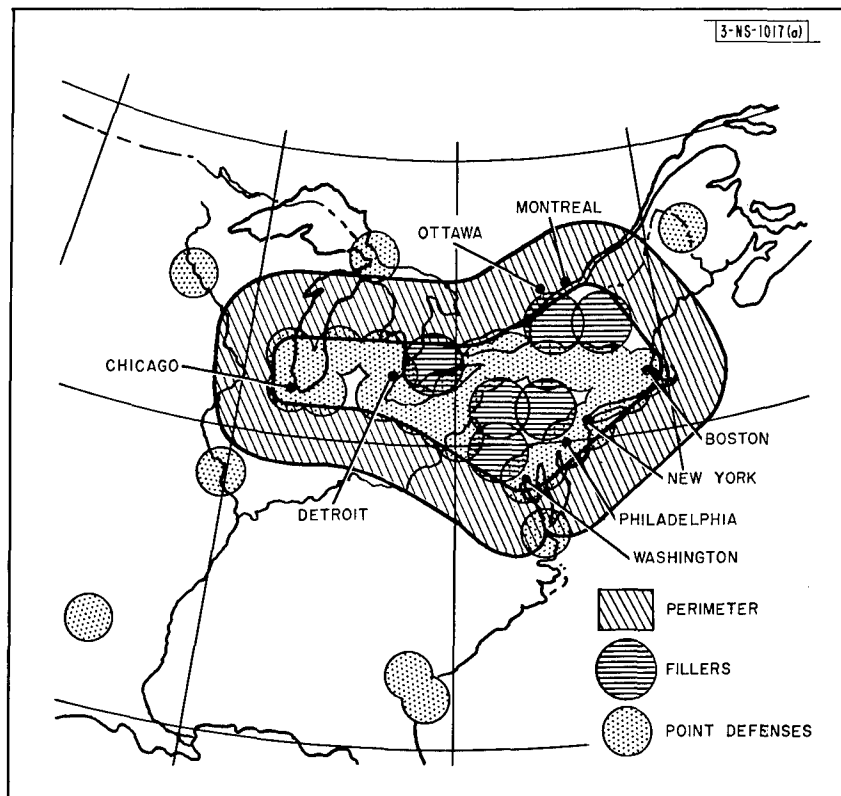 3-NS-1017(a)
MONTREAL
OTTAWA
CHICAGO
BOSTON
NEW YORK
DETROIT
PHILADELPHIA
WASHINGTON
PERIMETER
FILLERS
POINT DEFENSES